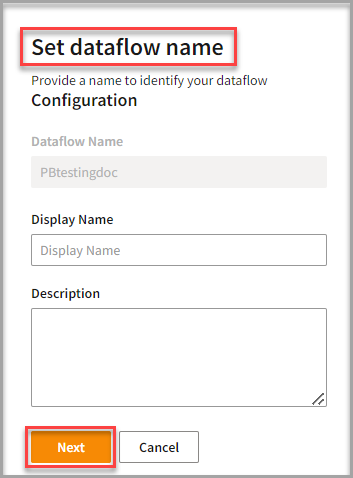 Set dataflow name
Provide a name to identify your dataflow
Configuration
Dataflow Name
PBtestingdoc
Display Name
Display Name
Description
Next Cancel